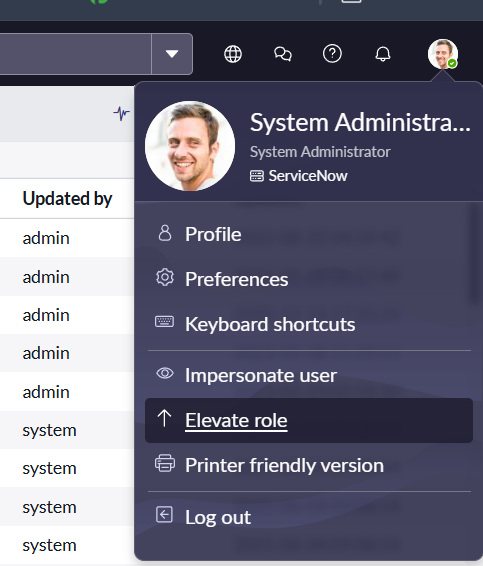 System Administra...
System Administrator
ServiceNow
Updated by
Profile
admin
Preferences
admin
Keyboard shortcuts
admin
admin
Impersonate user
admin
Elevate role
system
Printer friendly version
system
system
Log out
system